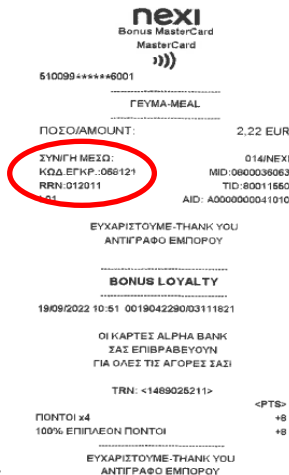 nexi
Bonus MasterCard
MasterCard
510099******6001
ΓΕΥΜΑ-MEAL
ΠΟΣΟ/AMOUNT: 2,22 EUR
ΣΥΝ/ΓΗ ΜΕΣΩ: 014/NEXI
ΚΩΔ.ΕΓΚΡ.:068121 MID:0800036063
RRN:012011 TID:80011550
AID: A0000000041010
ΕΥΧΑΡΙΣΤΟΥΜΕ-THANK YOU
ΑΝΤΙΓΡΑΦΟ ΕΜΠΟΡΟΥ
BONUS LOYALTY
19/09/2022 10:51 0019042290/03111821
ΟΙ ΚΑΡΤΕΣ ALPHA BANK
ΣΑΣ ΕΠΙΒΡΑΒΕΥΟΥΝ
ΓΙΑ ΟΛΕΣ ΤΙΣ ΑΓΟΡΕΣ ΣΑΣ!
TRN: <1489025211>
<PTS>
ΠΟΝΤΟΙ x4 +8
100% ΕΠΙΠΛΕΟΝ ΠΟΝΤΟΙ +8
ΕΥΧΑΡΙΣΤΟΥΜΕ-THANK YOU
ΑΝΤΙΓΡΑΦΟ ΕΜΠΟΡΟΥ